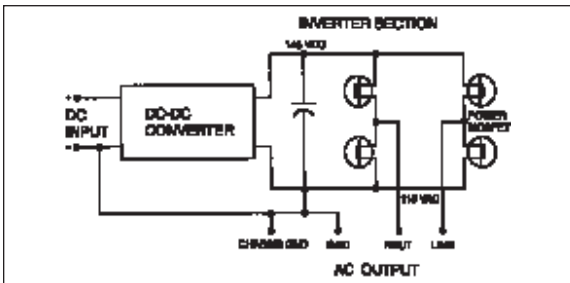 INVERTER SECTION
145 VDC
DC-DC
CONVERTER
DC
INPUT
POWER
MOSFET
115 VAC
CHASSIS GND
NEUT
LINE
AC OUTPUT